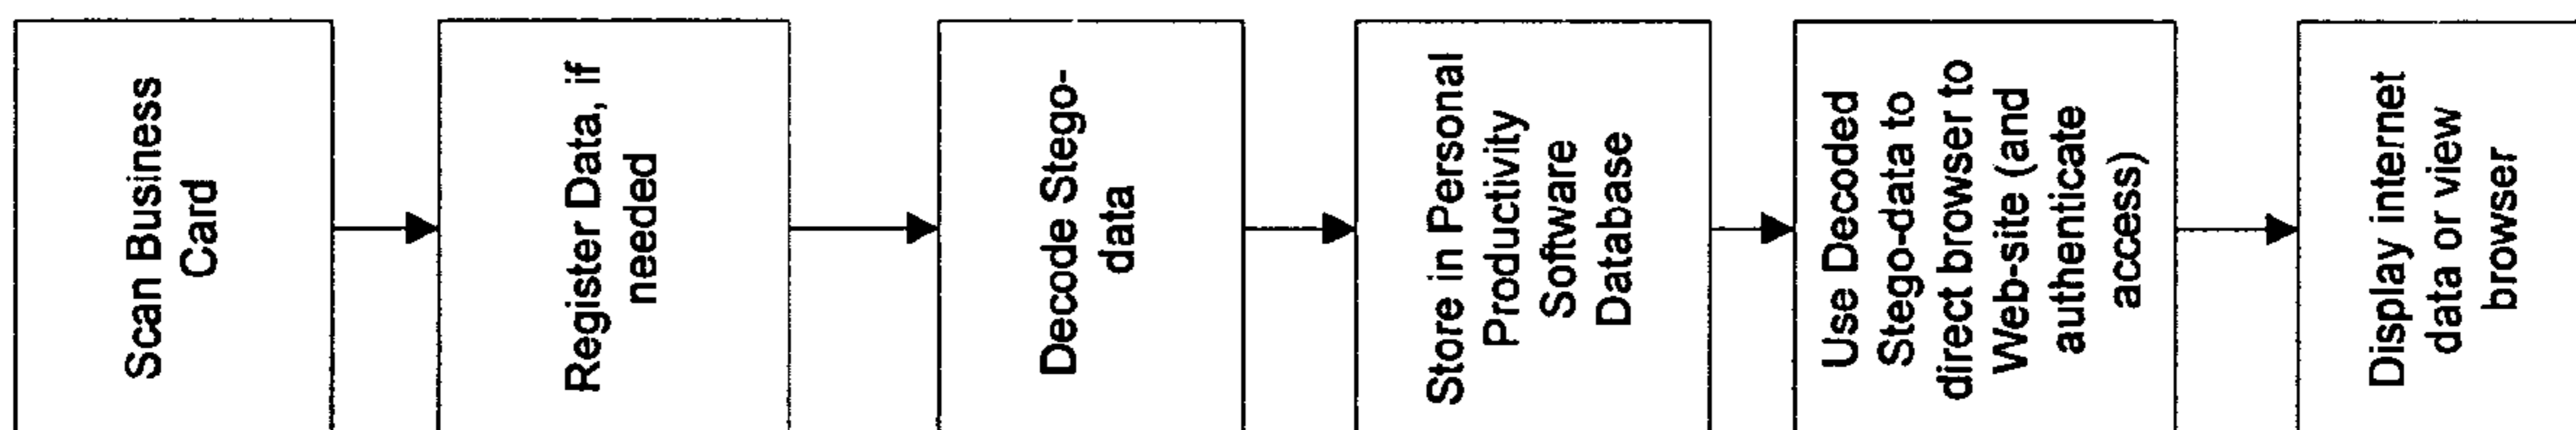 Scan Business
Card
Register Data, if
needed
Decode Stego-
data
Store in Personal
Productivity
Software
Database
Use Decoded
Stego-data to
direct browser to
Web-site (and
authenticate
access)
Display internet
data or view
browser